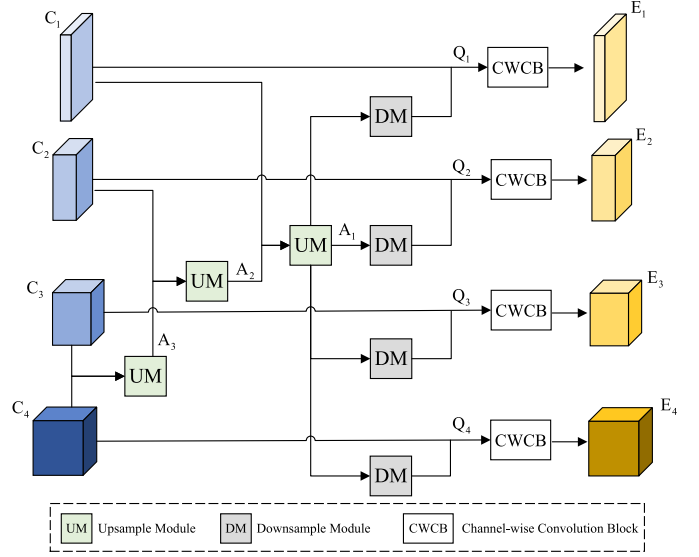 C1
E1
Q1
CWCB
DM
C2
E2
Q2
CWCB
A1
UM
DM
A2
UM
C3
E3
Q3
CWCB
A3
DM
UM
C4
E4
Q4
CWCB
DM
UM Upsample Module DM Downsample Module CWCB Channel-wise Convolution Block